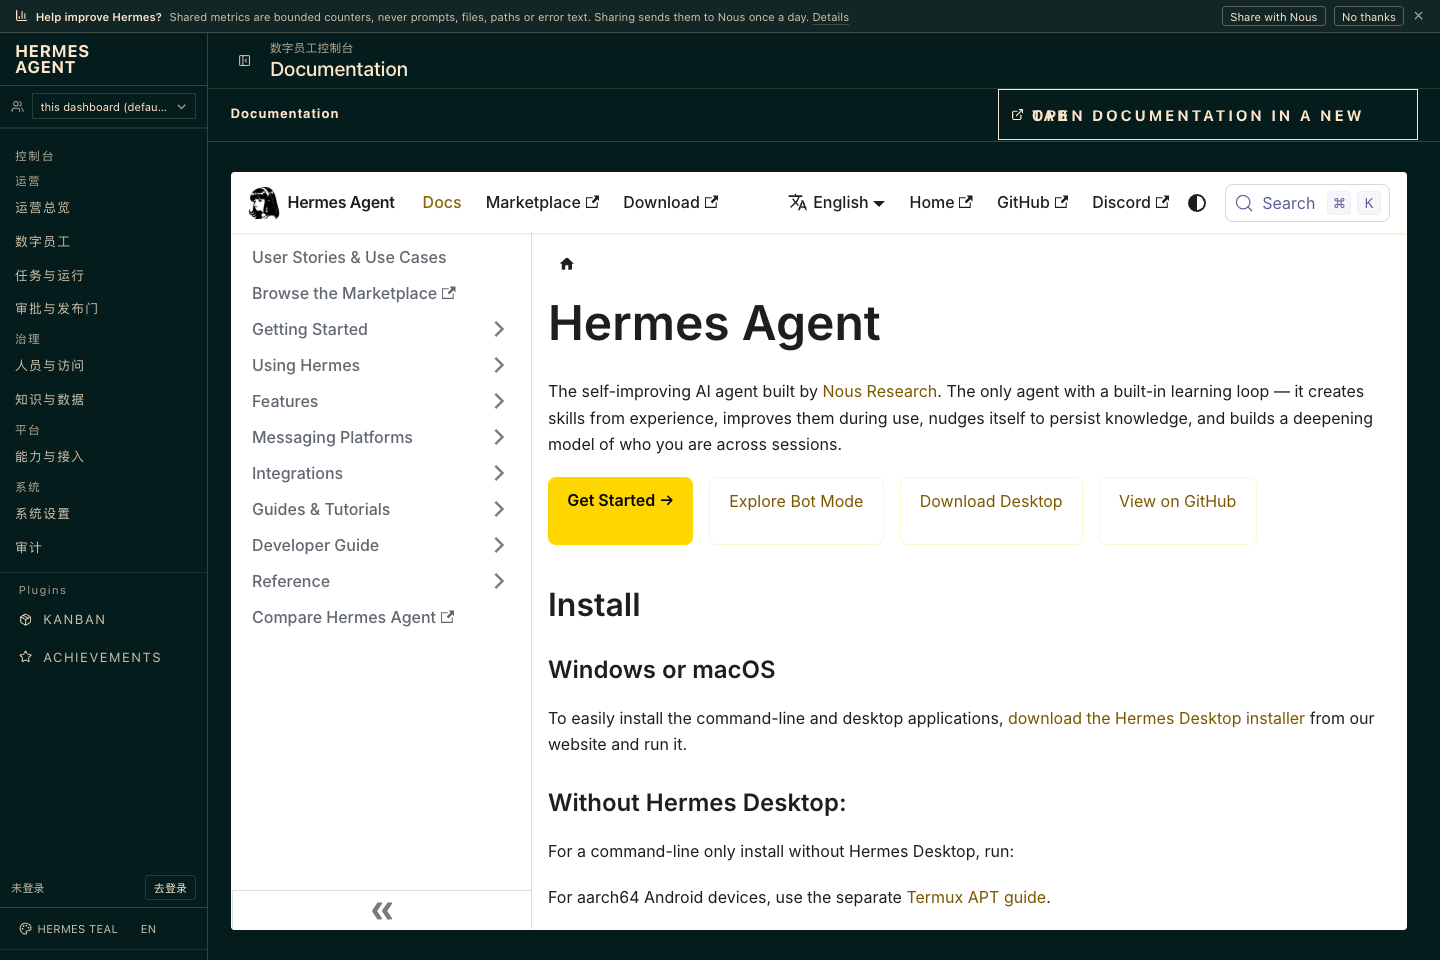 Help improve Hermes? Shared metrics are bounded counters, never prompts, files, paths or error text. Sharing sends them to Nous once a day. Details
Share with Nous
No thanks
HERMES
AGENT
this dashboard (defau...
控制台
运营
运营总览
数字员工
任务与运行
审批与发布门
治理
人员与访问
知识与数据
平台
能力与接入
系统
系统设置
审计
Plugins
KANBAN
ACHIEVEMENTS
未登录
去登录
HERMES TEAL
EN
数字员工控制台
Documentation
Documentation
OPEN DOCUMENTATION IN A NEW
TAB
Hermes Agent
Docs
Marketplace
Download
English
Home
GitHub
Discord
Search
⌘
K
User Stories & Use Cases
Browse the Marketplace
Getting Started
Using Hermes
Features
Messaging Platforms
Integrations
Guides & Tutorials
Developer Guide
Reference
Compare Hermes Agent
Hermes Agent
The self-improving AI agent built by Nous Research. The only agent with a built-in learning loop — it creates
skills from experience, improves them during use, nudges itself to persist knowledge, and builds a deepening
model of who you are across sessions.
Get Started →
Explore Bot Mode
Download Desktop
View on GitHub
Install
Windows or macOS
To easily install the command-line and desktop applications, download the Hermes Desktop installer from our
website and run it.
Without Hermes Desktop:
For a command-line only install without Hermes Desktop, run:
For aarch64 Android devices, use the separate Termux APT guide.